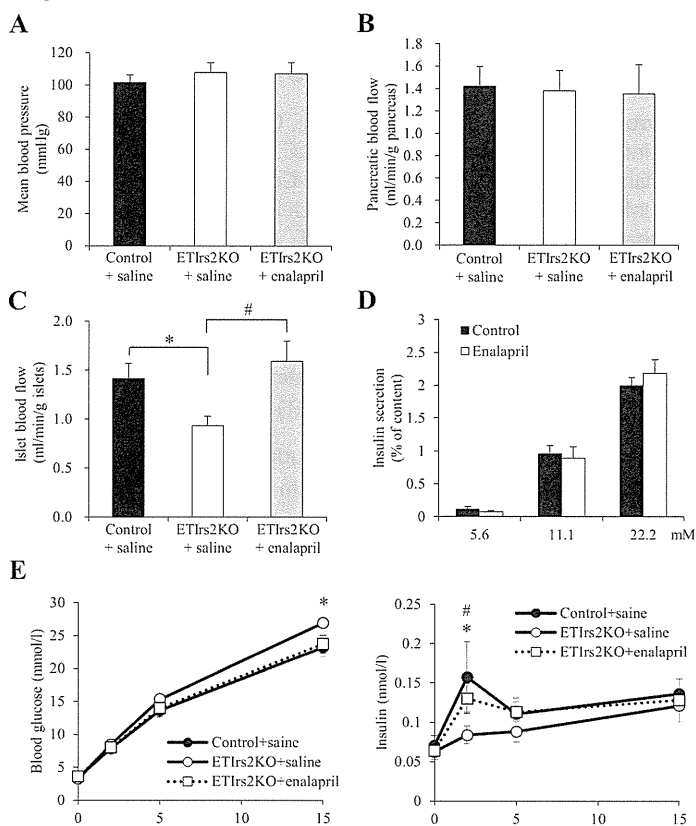 A
Mean blood pressure
(mmHg)
120
100
80
60
40
20
0
Control
+ saline
ETIrs2KO
+ saline
ETIrs2KO
+ enalapril
B
Pancreatic blood flow
(ml/min/g pancreas)
1.8
1.6
1.4
1.2
1.0
0.8
0.6
0.4
0.2
0.0
Control
+ saline
ETIrs2KO
+ saline
ETIrs2KO
+ enalapril
C
Islet blood flow
(ml/min/g islets)
2.0
1.5
1.0
0.5
0.0
*
#
Control
+ saline
ETIrs2KO
+ saline
ETIrs2KO
+ enalapril
D
Insulin secretion
(% of content)
3
2
2
1
1
0
Control
Enalapril
5.6 11.1 22.2 mM
E
Blood glucose (mmol/l)
30
25
20
15
10
5
0
*
Control+saine
ETIrs2KO+saline
ETIrs2KO+enalapril
0 5 10 15
Insulin (nmol/l)
0.25
0.2
0.15
0.1
0.05
0
#
*
Control+saine
ETIrs2KO+saline
ETIrs2KO+enalapril
0 5 10 15